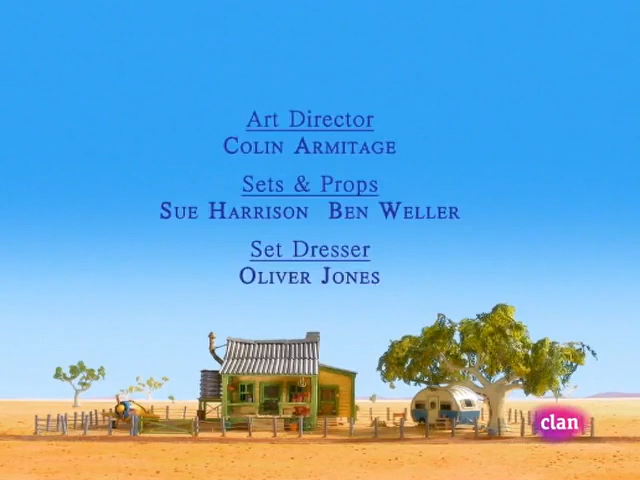 Art Director
COLIN ARMITAGE
Sets & Props
SUE HARRISON  BEN WELLER
Set Dresser
OLIVER JONES
clan